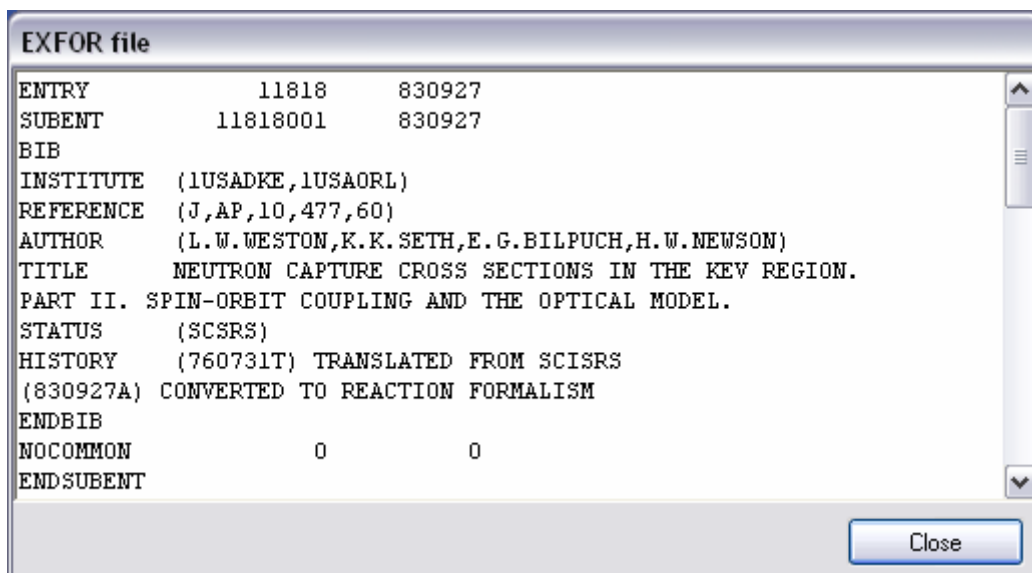 EXFOR file
ENTRY 11818 830927
SUBENT 11818001 830927
BIB
INSTITUTE (1USADKE,1USAORL)
REFERENCE (J,AP,10,477,60)
AUTHOR (L.W.WESTON,K.K.SETH,E.G.BILPUCH,H.W.NEWSON)
TITLE NEUTRON CAPTURE CROSS SECTIONS IN THE KEV REGION.
PART II. SPIN-ORBIT COUPLING AND THE OPTICAL MODEL.
STATUS (SCSRS)
HISTORY (760731T) TRANSLATED FROM SCISRS
(830927A) CONVERTED TO REACTION FORMALISM
ENDBIB
NOCOMMON 0 0
ENDSUBENT
Close